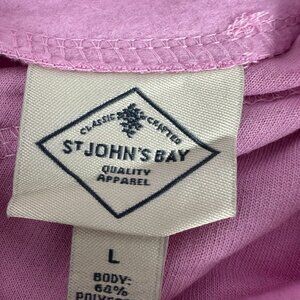 CLASSIC CRAFTED
ST JOHN'S BAY
QUALITY
APPAREL
L
BODY:
64%